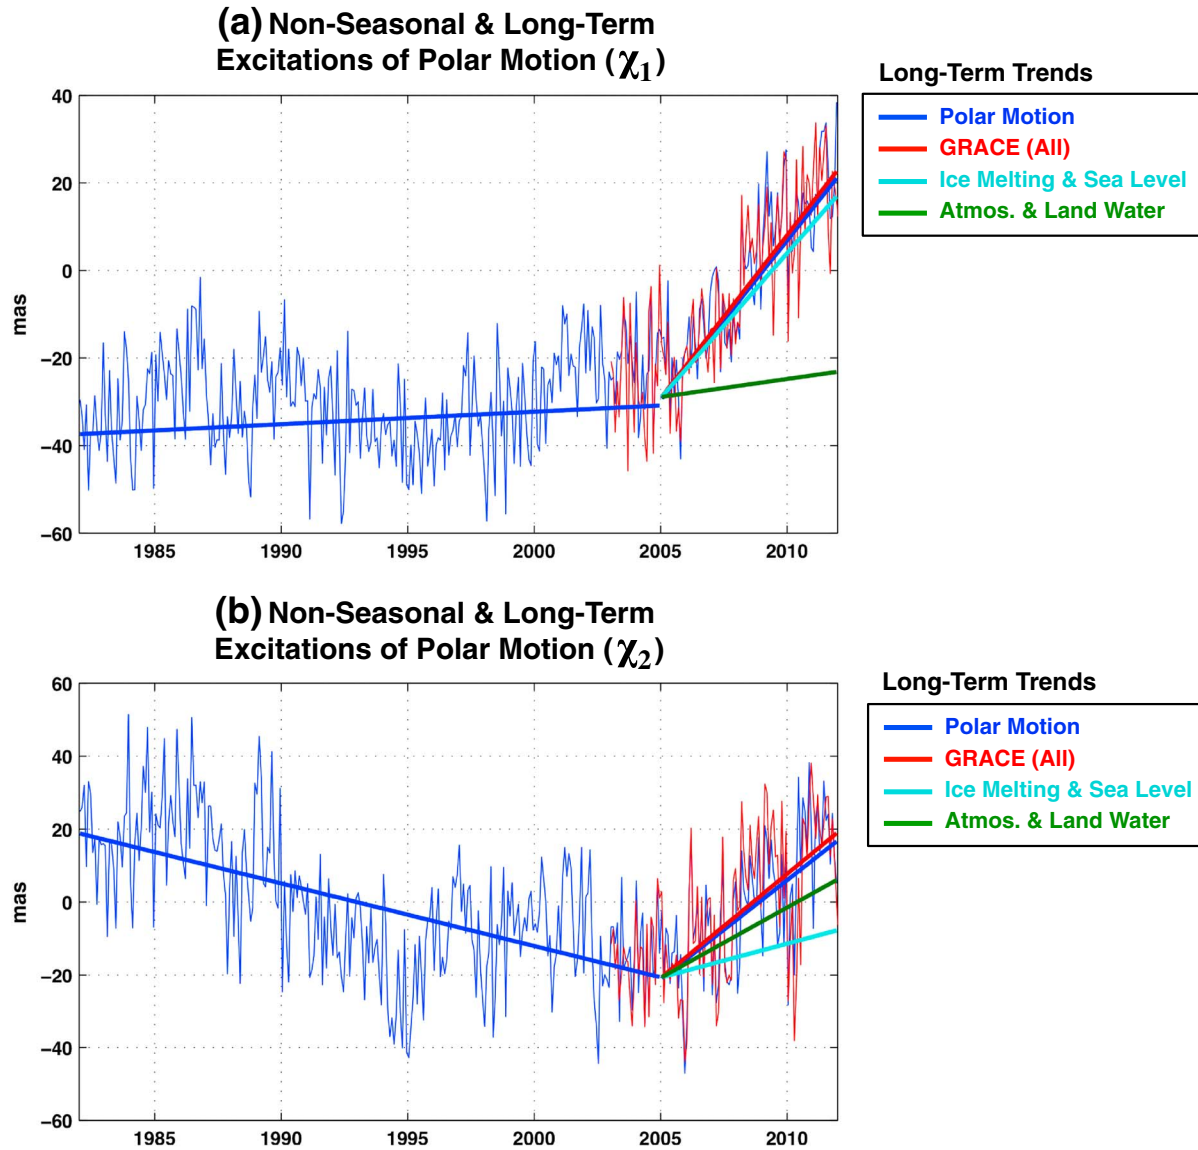 (a) Non-Seasonal & Long-Term
Excitations of Polar Motion (χ1)
Long-Term Trends
Polar Motion
GRACE (All)
Ice Melting & Sea Level
Atmos. & Land Water
mas
40
20
0
−20
−40
−60
1985 1990 1995 2000 2005 2010
(b) Non-Seasonal & Long-Term
Excitations of Polar Motion (χ2)
Long-Term Trends
Polar Motion
GRACE (All)
Ice Melting & Sea Level
Atmos. & Land Water
mas
60
40
20
0
−20
−40
−60
1985 1990 1995 2000 2005 2010